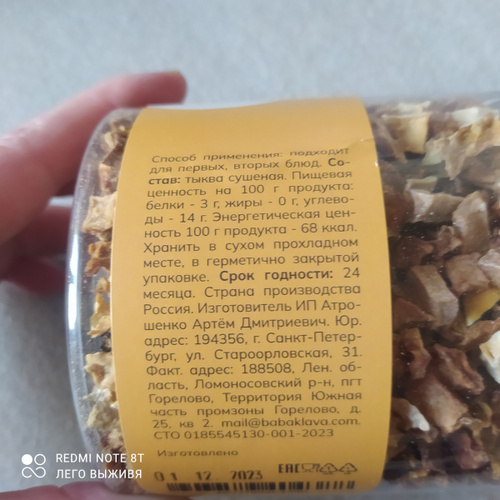 Способ применения: подходит
для первых, вторых блюд. Со-
став: тыква сушеная. Пищевая
ценность на 100 г продукта:
белки - 3 г, жиры - 0 г, углево-
ды - 14 г. Энергетическая цен-
ность 100 г продукта - 68 ккал.
Хранить в сухом прохладном
месте, в герметично закрытой
упаковке. Срок годности: 24
месяца. Страна производства
Россия. Изготовитель ИП Атро-
шенко Артём Дмитриевич. Юр.
адрес: 194356, г. Санкт-Петер-
бург, ул. Староорловская, 31.
Факт. адрес: 188508, Лен. об-
ласть, Ломоносовский р-н, пгт
Горелово, Территория Южная
часть промзоны Горелово, д.
25, кв 2. mail@babaklava.com.
СТО 0185545130-001-2023
Изготовлено
01 12 2023 EAC
REDMI NOTE 8T
ЛЕГО ВЫЖИВЯ